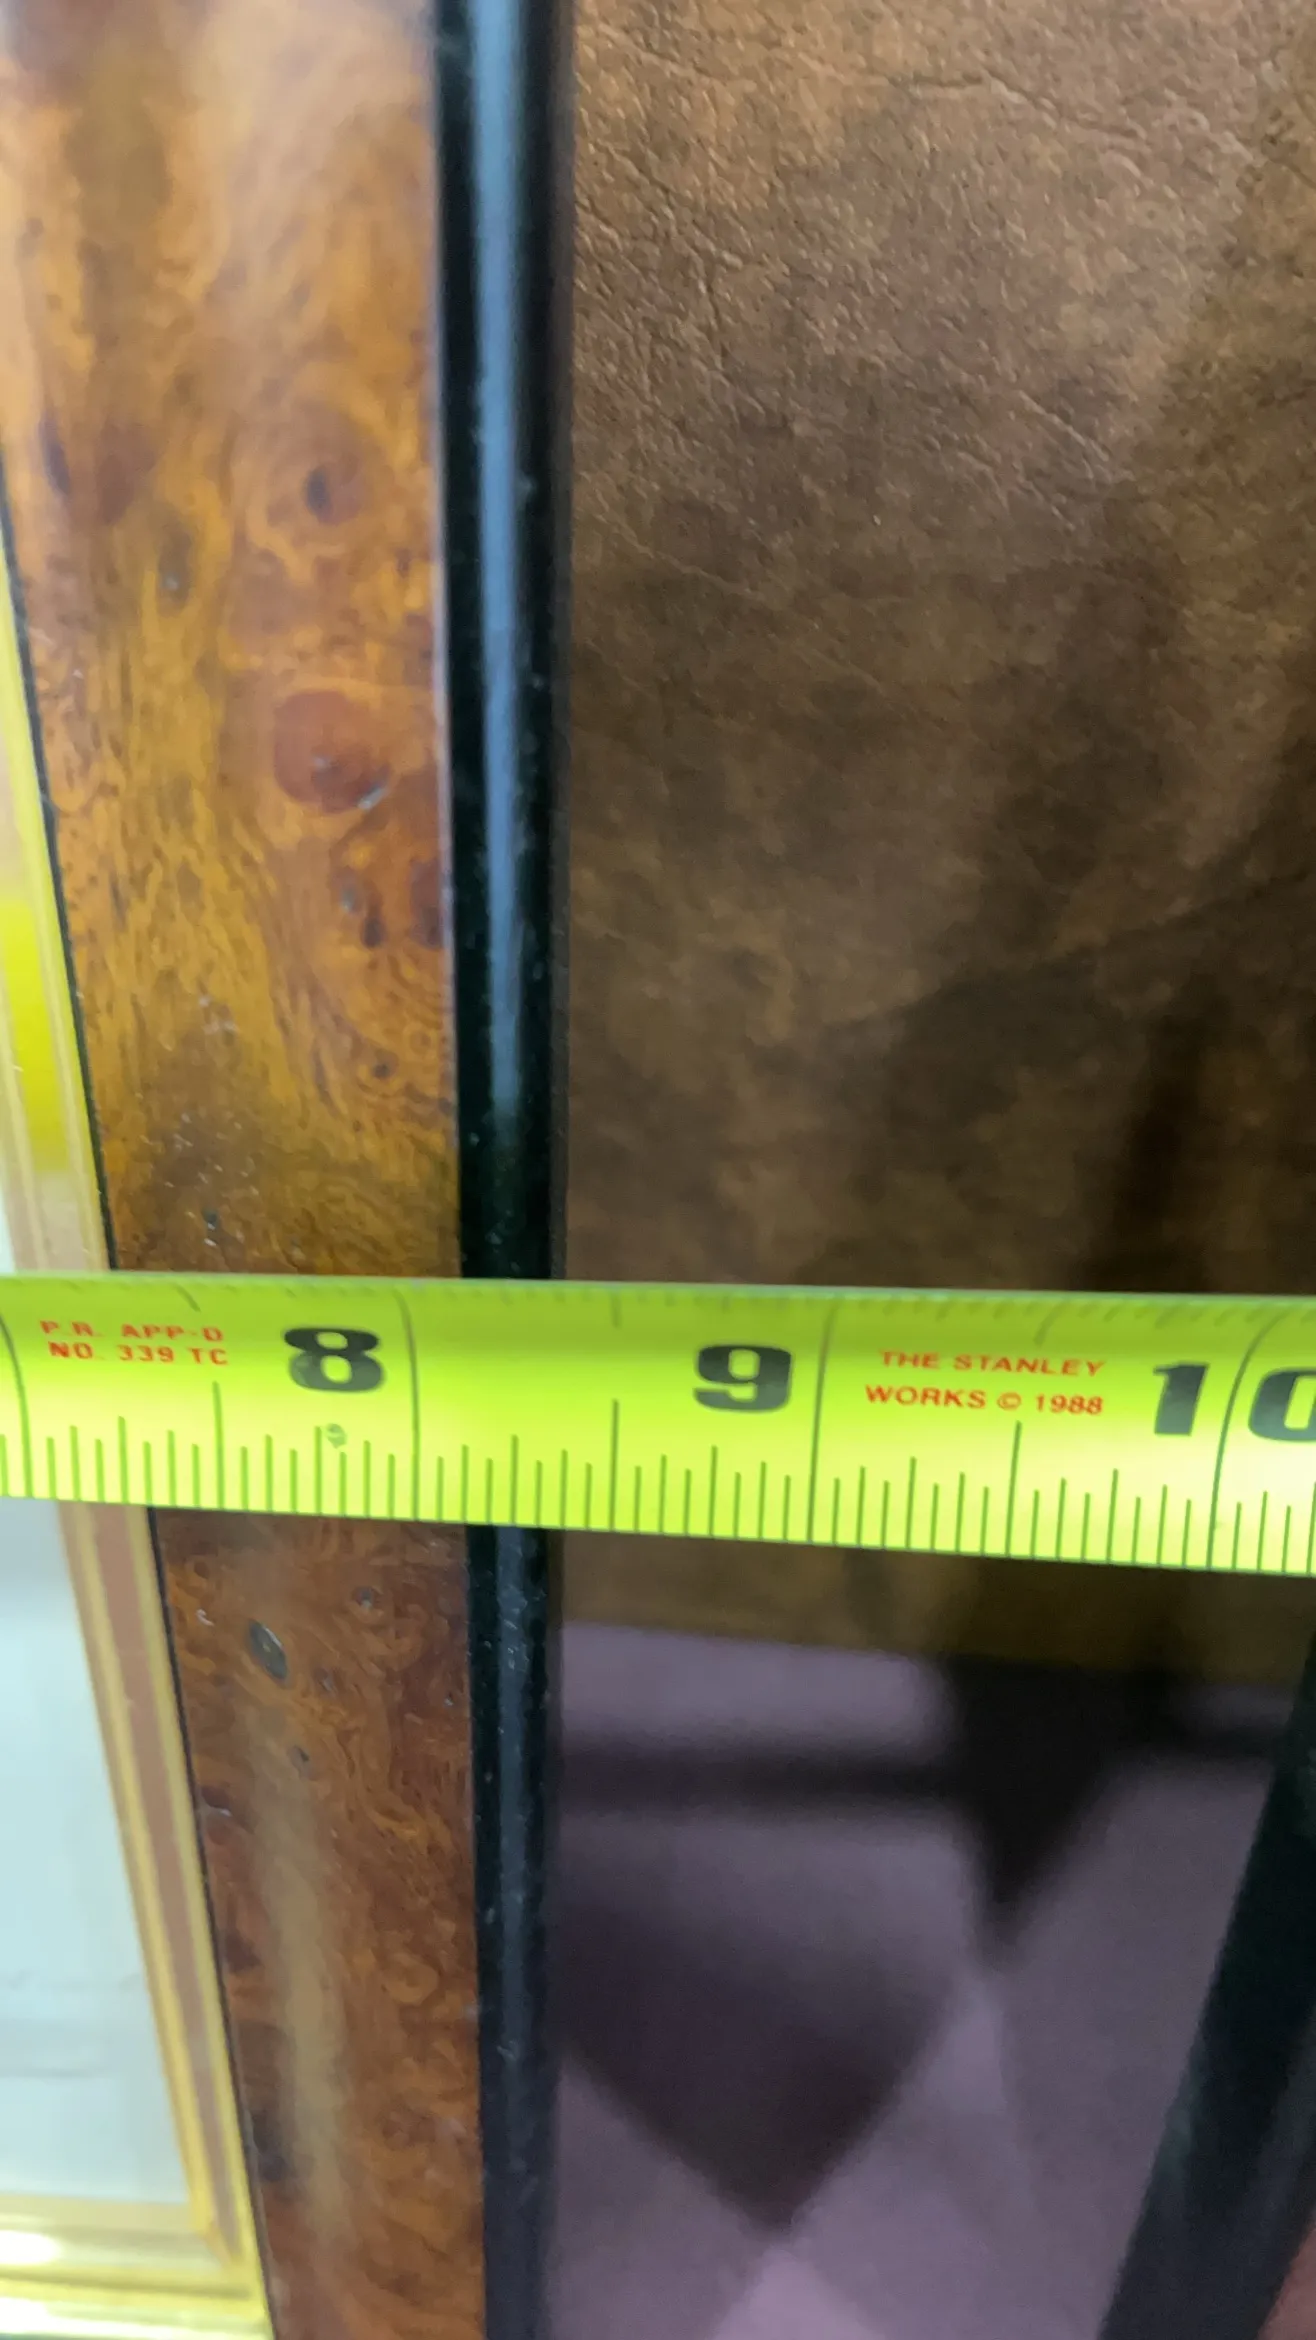 P.R. APP-D
NO. 339 TC
8
9
THE STANLEY
WORKS © 1988
10